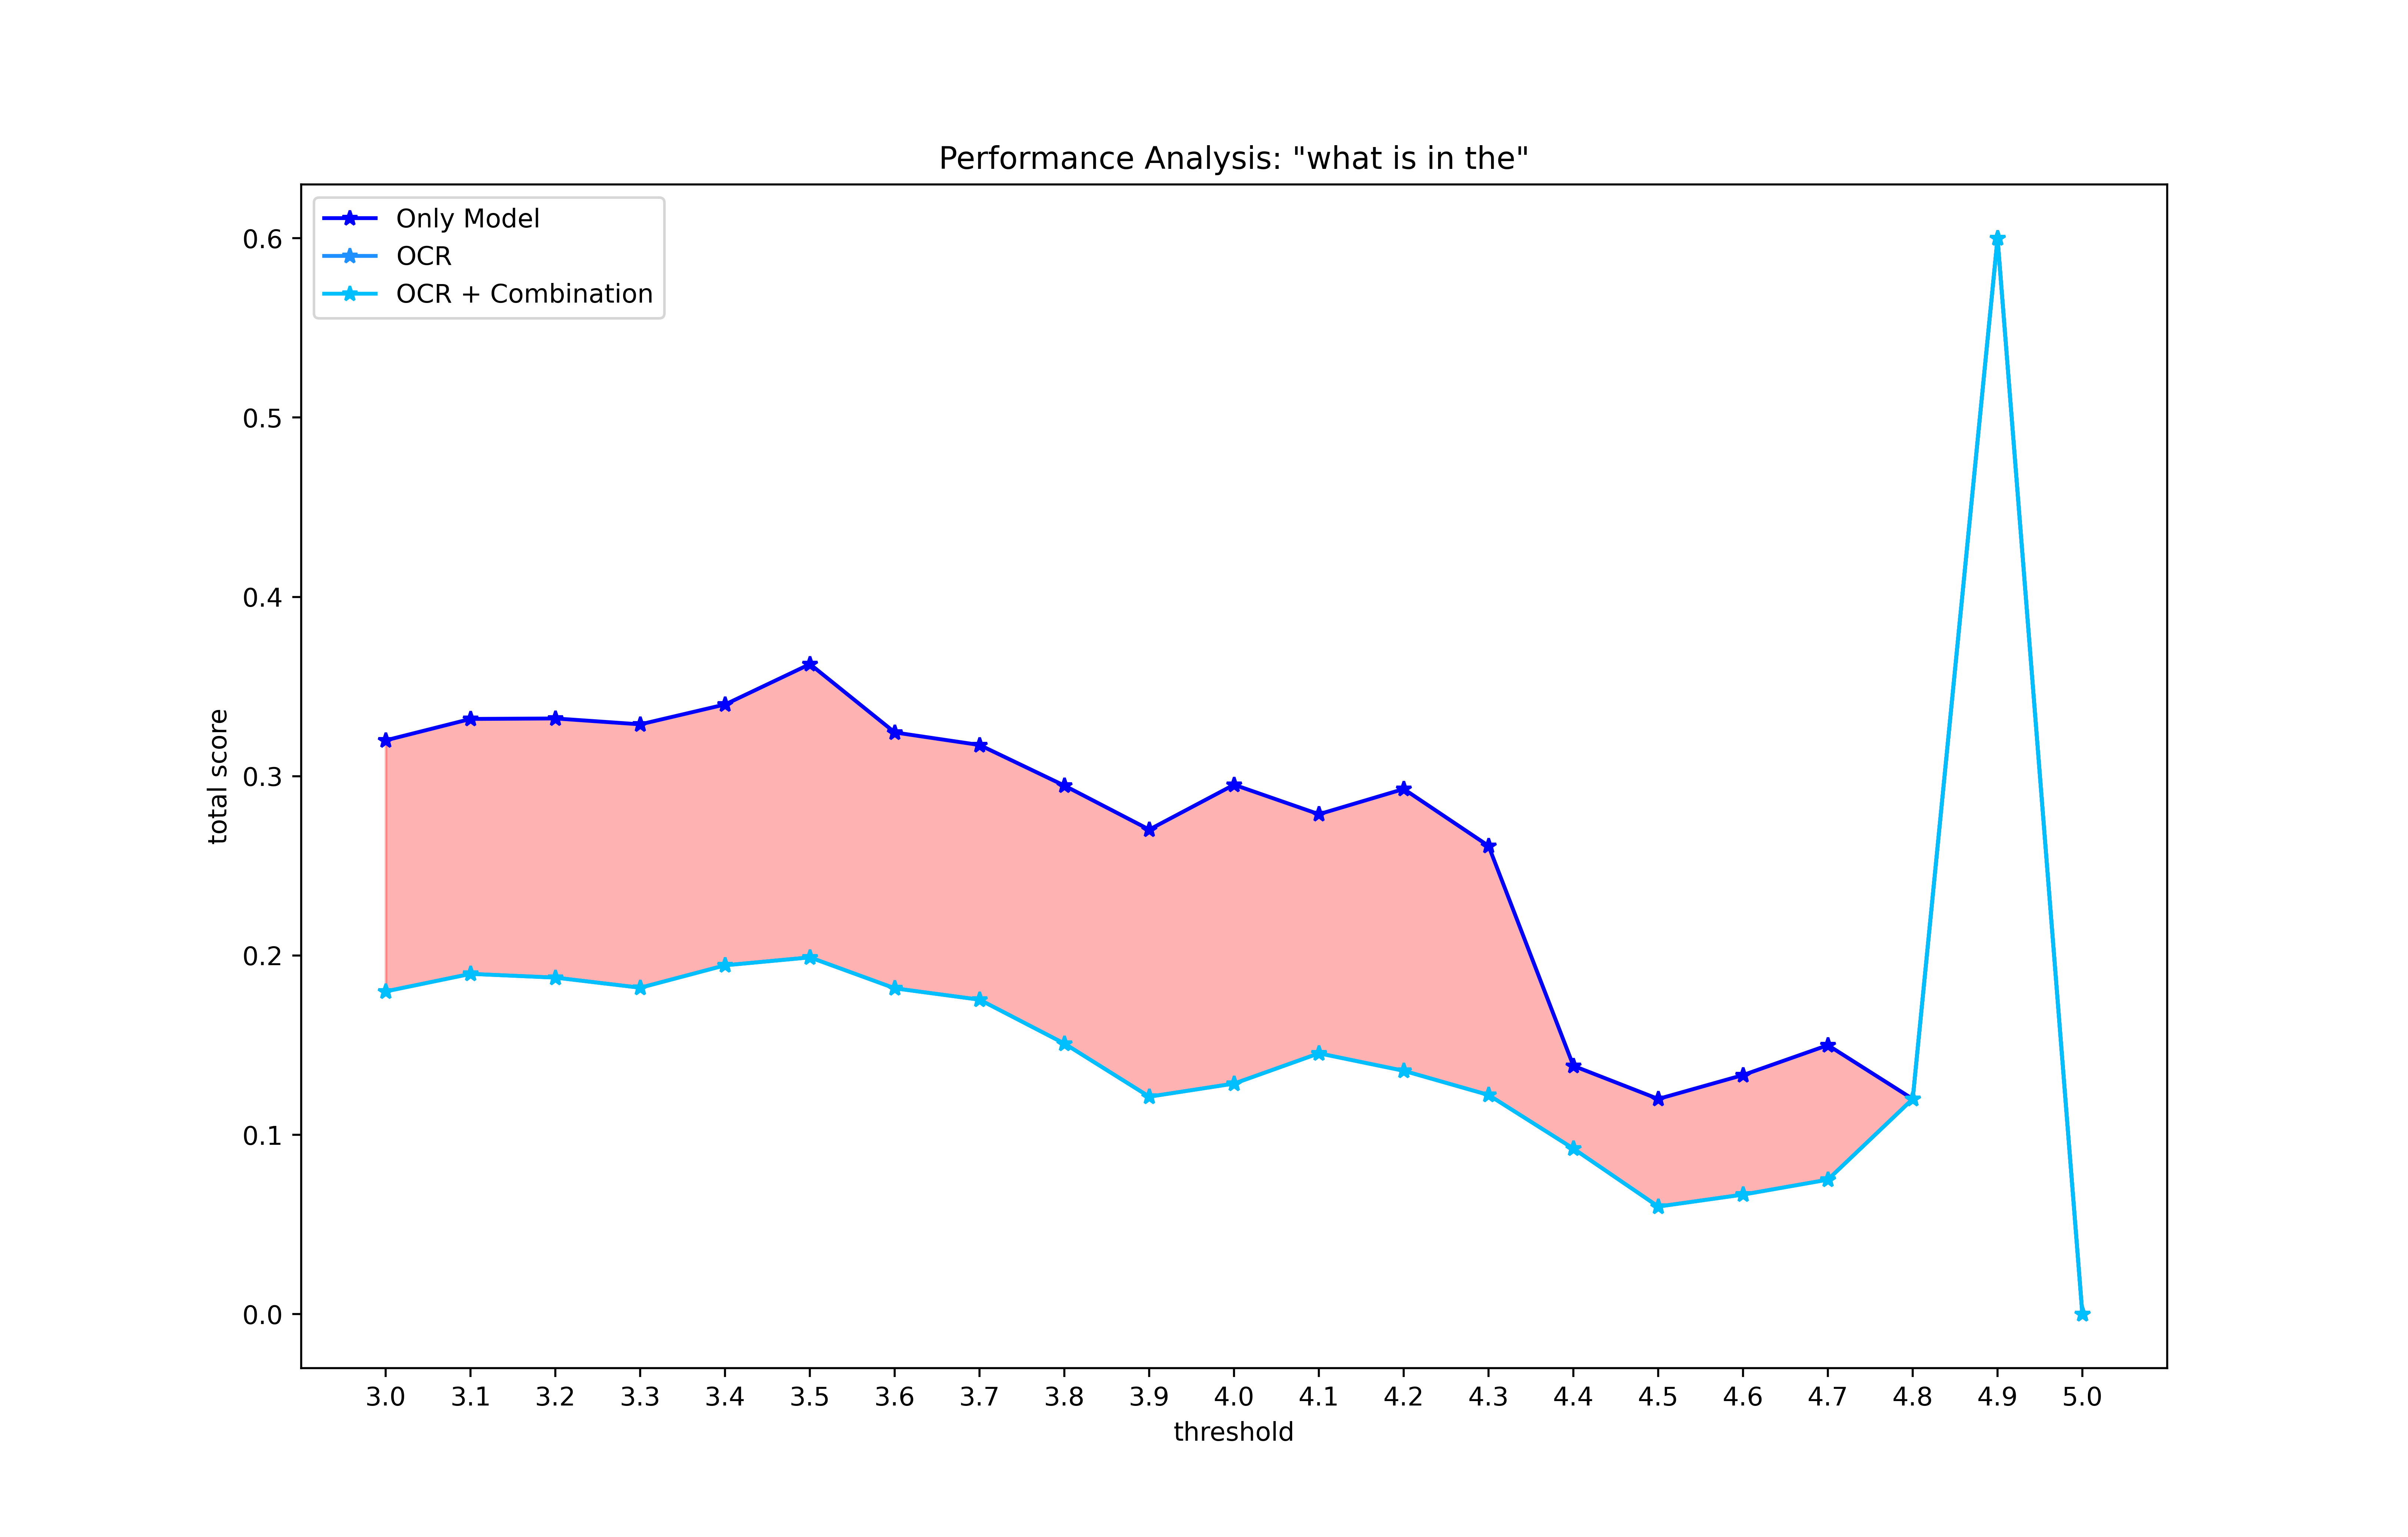 Performance Analysis: "what is in the"
Only Model
OCR
OCR + Combination
0.6
0.5
0.4
0.3
0.2
0.1
0.0
total score
3.0 3.1 3.2 3.3 3.4 3.5 3.6 3.7 3.8 3.9 4.0 4.1 4.2 4.3 4.4 4.5 4.6 4.7 4.8 4.9 5.0
threshold